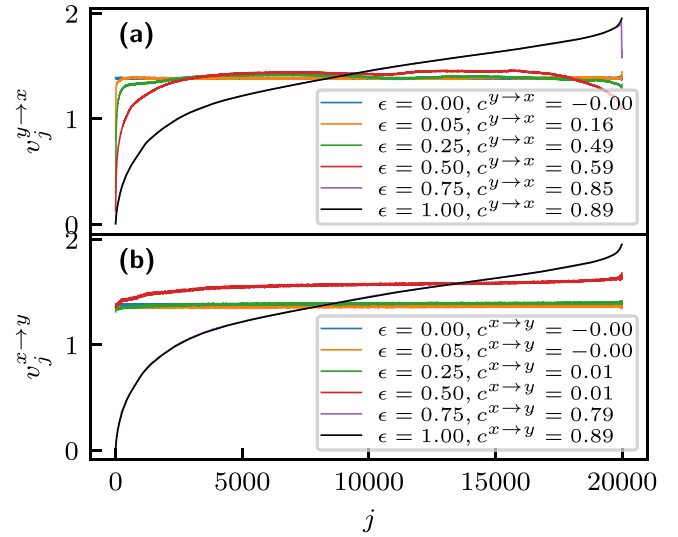 2
(a)
v_j^{y→x}
1
ϵ = 0.00, c^{y→x} = −0.00
ϵ = 0.05, c^{y→x} = 0.16
ϵ = 0.25, c^{y→x} = 0.49
ϵ = 0.50, c^{y→x} = 0.59
ϵ = 0.75, c^{y→x} = 0.85
ϵ = 1.00, c^{y→x} = 0.89
0
2
(b)
v_j^{x→y}
1
ϵ = 0.00, c^{x→y} = −0.00
ϵ = 0.05, c^{x→y} = −0.00
ϵ = 0.25, c^{x→y} = 0.01
ϵ = 0.50, c^{x→y} = 0.01
ϵ = 0.75, c^{x→y} = 0.79
ϵ = 1.00, c^{x→y} = 0.89
0
0 5000 10000 15000 20000
j